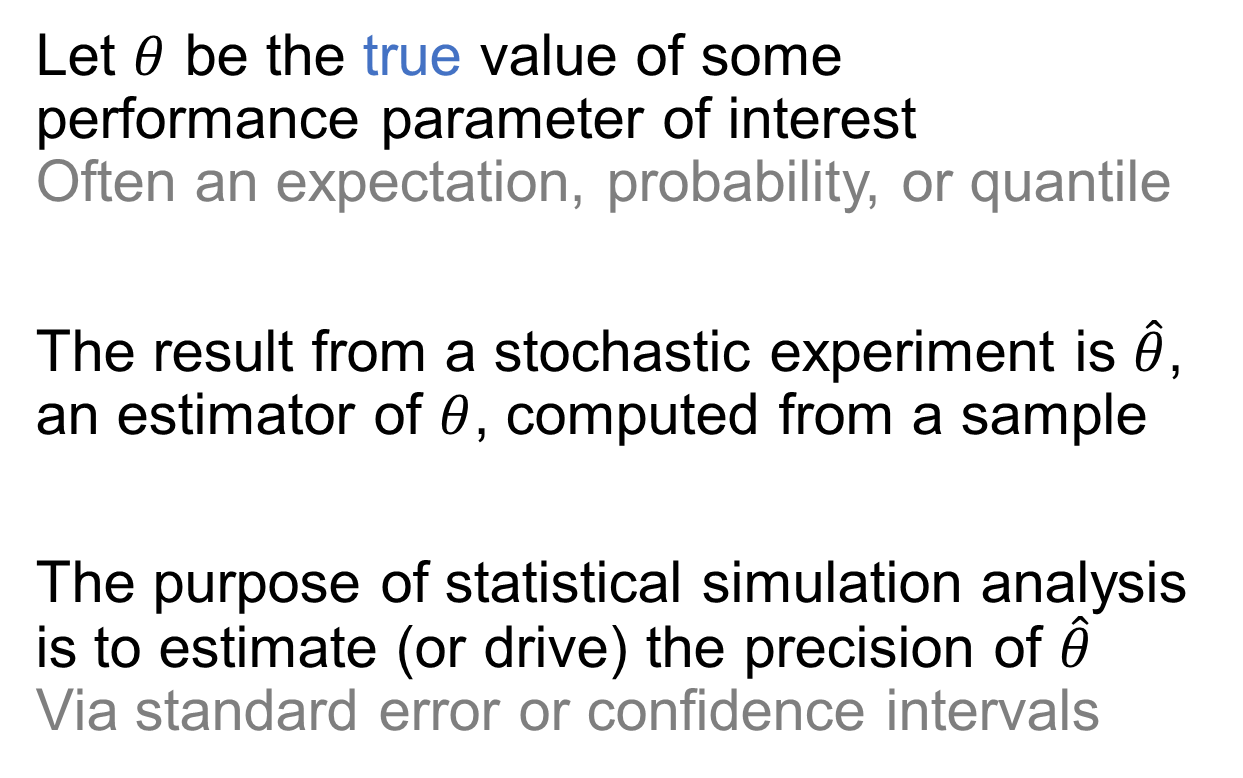 Let θ be the true value of some
performance parameter of interest
Often an expectation, probability, or quantile
The result from a stochastic experiment is θ̂,
an estimator of θ, computed from a sample
The purpose of statistical simulation analysis
is to estimate (or drive) the precision of θ̂
Via standard error or confidence intervals